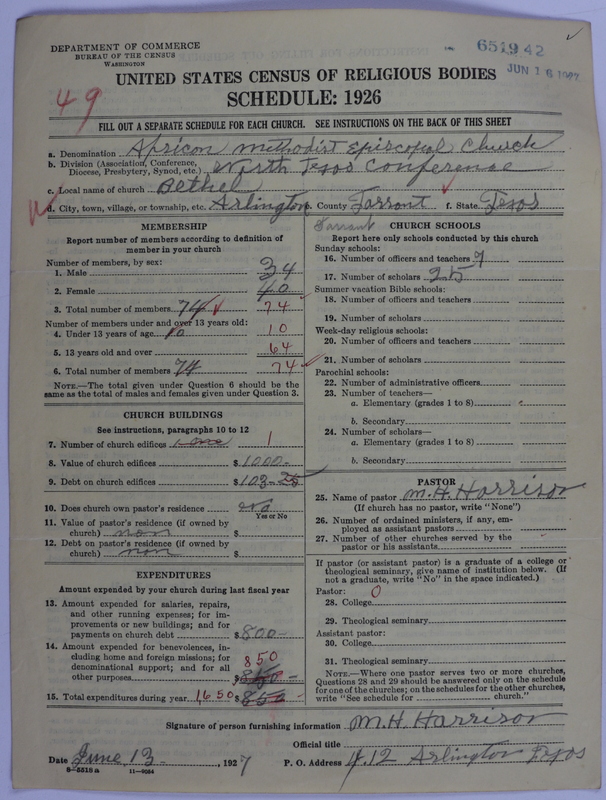 DEPARTMENT OF COMMERCE
BUREAU OF THE CENSUS
WASHINGTON
651942
JUN 16 1927
49
UNITED STATES CENSUS OF RELIGIOUS BODIES
SCHEDULE: 1926
FILL OUT A SEPARATE SCHEDULE FOR EACH CHURCH. SEE INSTRUCTIONS ON THE BACK OF THIS SHEET
a. Denomination African Methodist Episcopal Church
b. Division (Association, Conference, Diocese, Presbytery, Synod, etc.) North Texas Conference
c. Local name of church Bethel
d. City, town, village, or township, etc. Arlington e. County Tarrant f. State Texas
Tarrant
MEMBERSHIP
Report number of members according to definition of
member in your church
Number of members, by sex:
1. Male 34
2. Female 40
3. Total number of members 74 74
Number of members under and over 13 years old:
4. Under 13 years of age 10 10
5. 13 years old and over 64
6. Total number of members 74 74
NOTE.—The total given under Question 6 should be the
same as the total of males and females given under Question 3.
CHURCH BUILDINGS
See instructions, paragraphs 10 to 12
7. Number of church edifices one 1
8. Value of church edifices $ 1000-
9. Debt on church edifices $ 103-25
10. Does church own pastor's residence No
Yes or No
11. Value of pastor's residence (if owned by
church) non $
12. Debt on pastor's residence (if owned by
church) non $
EXPENDITURES
Amount expended by your church during last fiscal year
13. Amount expended for salaries, repairs,
and other running expenses; for im-
provements or new buildings; and for
payments on church debt $ 800-
14. Amount expended for benevolences, in-
cluding home and foreign missions; for
denominational support; and for all
other purposes $ 850
15. Total expenditures during year 1650 $ 850-
CHURCH SCHOOLS
Report here only schools conducted by this church
Sunday schools:
16. Number of officers and teachers 7
17. Number of scholars 25
Summer vacation Bible schools:
18. Number of officers and teachers
19. Number of scholars
Week-day religious schools:
20. Number of officers and teachers
21. Number of scholars
Parochial schools:
22. Number of administrative officers
23. Number of teachers—
a. Elementary (grades 1 to 8)
b. Secondary
24. Number of scholars—
a. Elementary (grades 1 to 8)
b. Secondary
PASTOR
25. Name of pastor M. H. Harrison
(If church has no pastor, write "None")
26. Number of ordained ministers, if any, em-
ployed as assistant pastors
27. Number of other churches served by the
pastor or his assistants
If pastor (or assistant pastor) is a graduate of a college or
theological seminary, give name of institution below. (If
not a graduate, write "No" in the space indicated.)
Pastor: 0
28. College
29. Theological seminary
Assistant pastor:
30. College
31. Theological seminary
NOTE.—Where one pastor serves two or more churches,
Questions 28 and 29 should be answered only on the schedule
for one of the churches; on the schedules for the other churches,
write "See schedule for church."
Signature of person furnishing information M. H. Harrison
Official title
Date June 13 , 1927 P. O. Address 12 Arlington Texas
8-5518a 11-9084